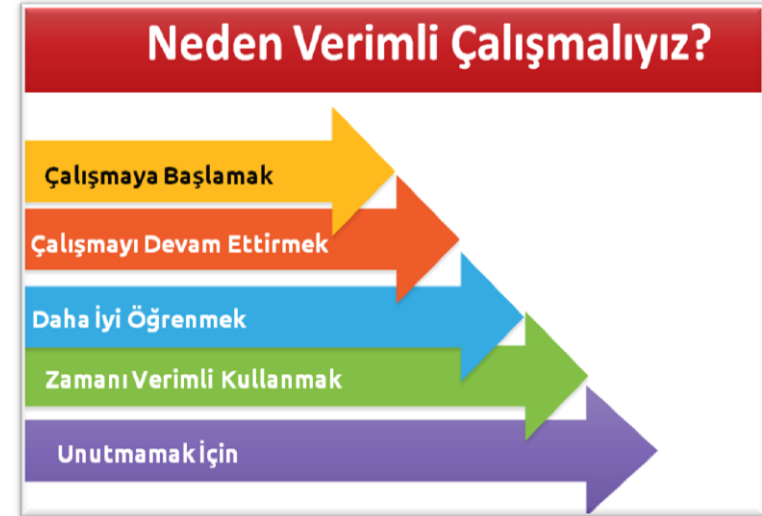 Neden Verimli Çalışmalıyız?
Çalışmaya Başlamak
Çalışmayı Devam Ettirmek
Daha İyi Öğrenmek
Zamanı Verimli Kullanmak
Unutmamak İçin